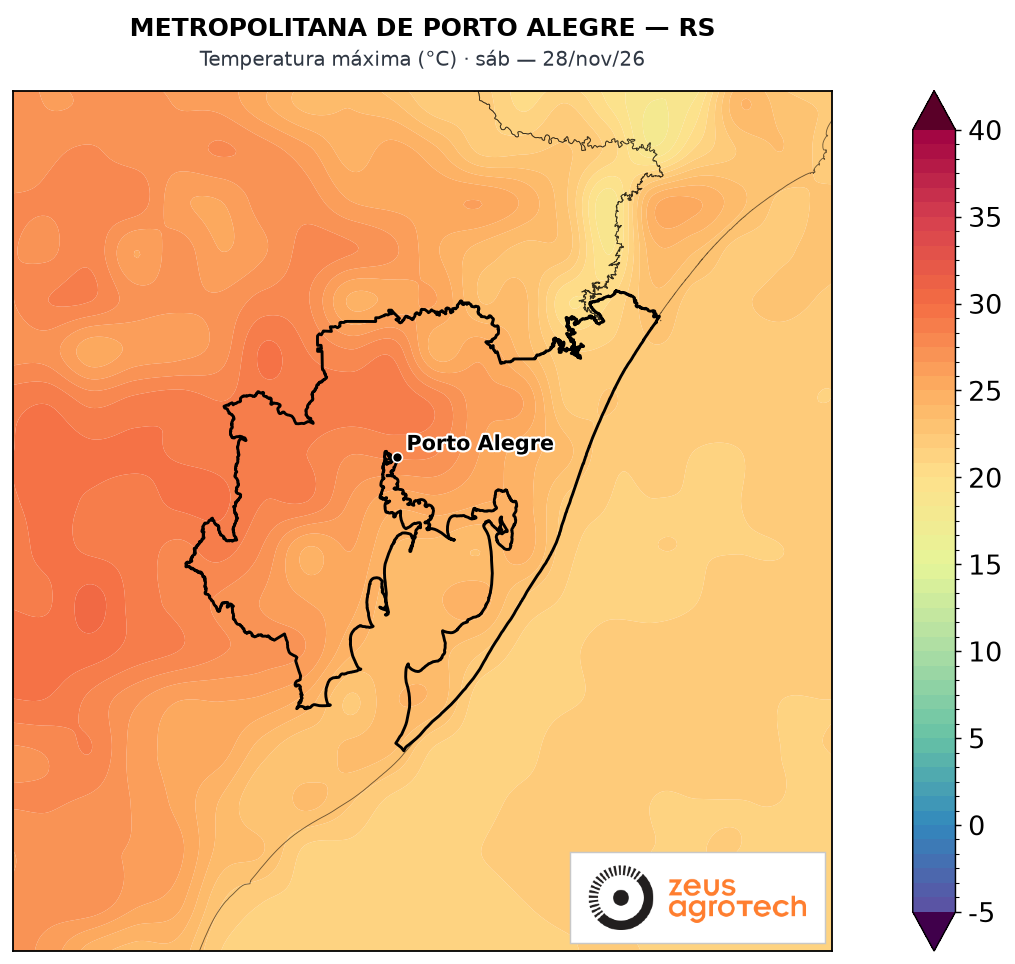 METROPOLITANA DE PORTO ALEGRE — RS
Temperatura máxima (°C) · sáb — 28/nov/26
Porto Alegre
40
35
30
25
20
15
10
5
0
-5
zeus
agrotech